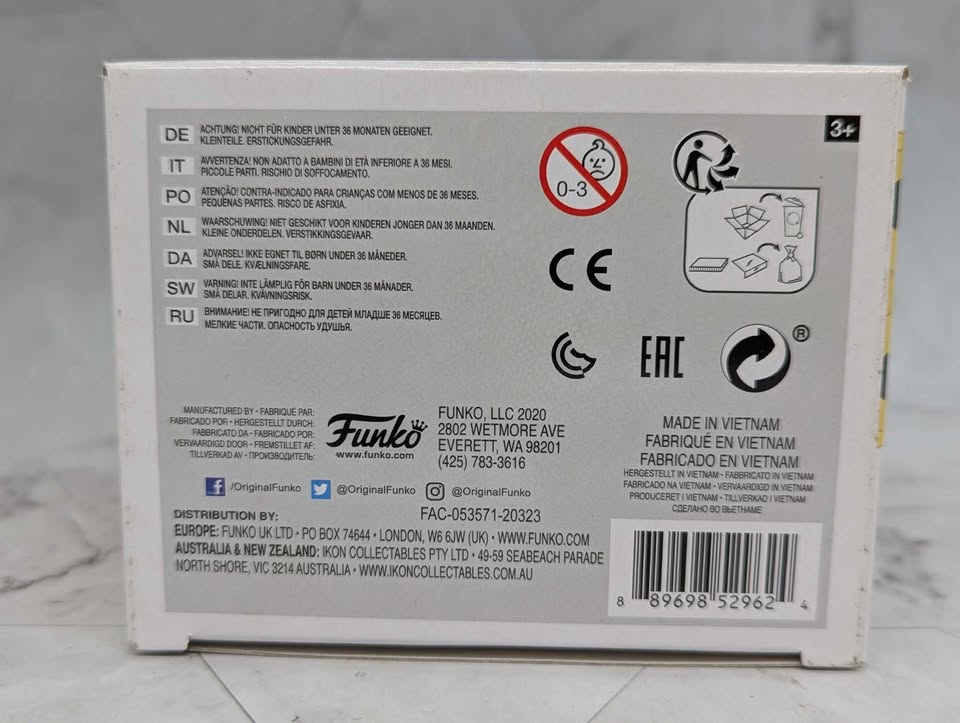 DE ACHTUNG! NICHT FÜR KINDER UNTER 36 MONATEN GEEIGNET.
KLEINTEILE. ERSTICKUNGSGEFAHR.
IT AVVERTENZA! NON ADATTO A BAMBINI DI ETÀ INFERIORE A 36 MESI.
PICCOLE PARTI. RISCHIO DI SOFFOCAMENTO.
PO ATENÇÃO! CONTRA-INDICADO PARA CRIANÇAS COM MENOS DE 36 MESES.
PEQUENAS PARTES. RISCO DE ASFIXIA.
NL WAARSCHUWING! NIET GESCHIKT VOOR KINDEREN JONGER DAN 36 MAANDEN.
KLEINE ONDERDELEN. VERSTIKKINGSGEVAAR.
DA ADVARSEL! IKKE EGNET TIL BØRN UNDER 36 MÅNEDER.
SMÅ DELE. KVÆLNINGSFARE.
SW VARNING! INTE LÄMPLIG FÖR BARN UNDER 36 MÅNADER.
SMÅ DELAR. KVÄVNINGSRISK.
RU ВНИМАНИЕ! НЕ ПРИГОДНО ДЛЯ ДЕТЕЙ МЛАДШЕ 36 МЕСЯЦЕВ.
МЕЛКИЕ ЧАСТИ. ОПАСНОСТЬ УДУШЬЯ.
0-3
3+
CE
EAC
®
MANUFACTURED BY • FABRIQUÉ PAR:
FABRICADO POR • HERGESTELLT DURCH:
FABBRICATO DA • FABRICADO POR:
VERVAARDIGD DOOR • FREMSTILLET AF:
TILLVERKAD AV • ПРОИЗВОДИТЕЛЬ:
Funko
www.funko.com
FUNKO, LLC 2020
2802 WETMORE AVE
EVERETT, WA 98201
(425) 783-3616
/OriginalFunko @OriginalFunko @OriginalFunko
FAC-053571-20323
DISTRIBUTION BY:
EUROPE: FUNKO UK LTD • PO BOX 74644 • LONDON, W6 6JW (UK) • WWW.FUNKO.COM
AUSTRALIA & NEW ZEALAND: IKON COLLECTABLES PTY LTD • 49-59 SEABEACH PARADE
NORTH SHORE, VIC 3214 AUSTRALIA • WWW.IKONCOLLECTABLES.COM.AU
MADE IN VIETNAM
FABRIQUÉ EN VIETNAM
FABRICADO EN VIETNAM
HERGESTELLT IN VIETNAM • FABBRICATO IN VIETNAM
FABRICADO NA VIETNAM • VERVAARDIGD IN VIETNAM
PRODUCERET I VIETNAM • TILLVERKAD I VIETNAM
СДЕЛАНО ВО ВЬЕТНАМЕ
8 89698 52962 4